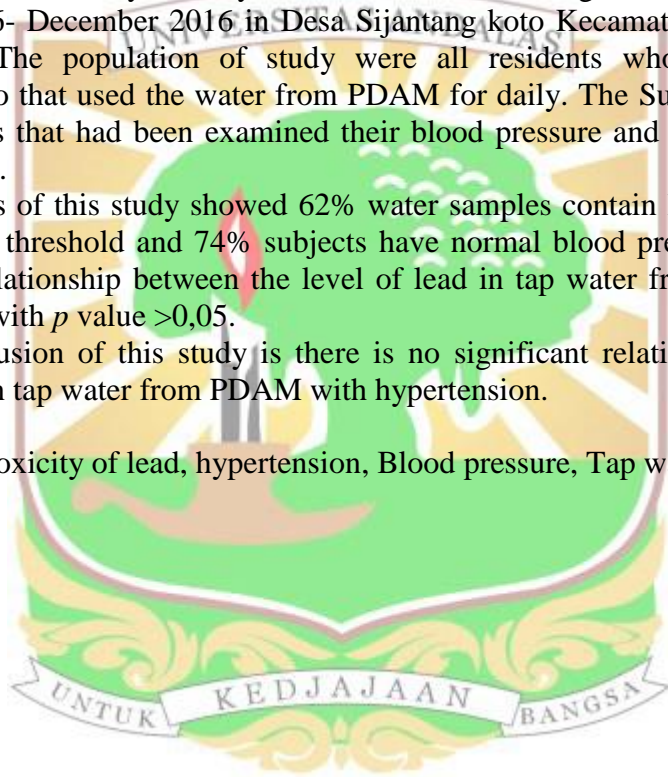 6- December 2016 in Desa Sijantang koto Kecamat
UNIVERSITAS ANDALAS
The population of study were all residents who
o that used the water from PDAM for daily. The Su
s that had been examined their blood pressure and
.
s of this study showed 62% water samples contain
threshold and 74% subjects have normal blood pre
lationship between the level of lead in tap water fr
with p value >0,05.
usion of this study is there is no significant relati
n tap water from PDAM with hypertension.
oxicity of lead, hypertension, Blood pressure, Tap w
UNTUK KEDJAJAAN BANGSA